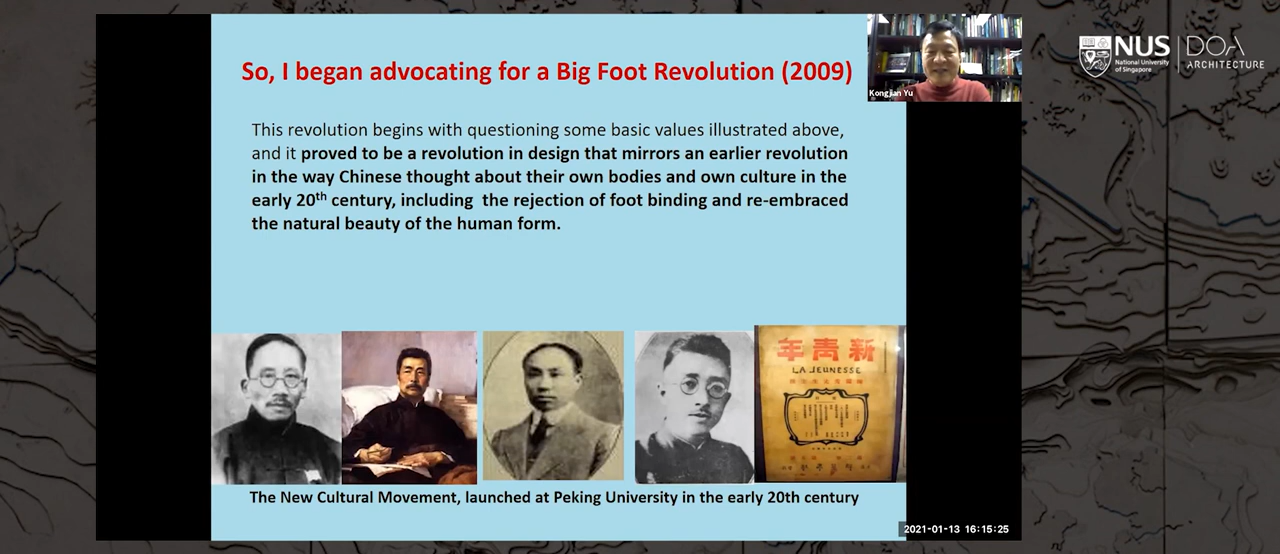 So, I began advocating for a Big Foot Revolution (2009)
This revolution begins with questioning some basic values illustrated above,
and it proved to be a revolution in design that mirrors an earlier revolution
in the way Chinese thought about their own bodies and own culture in the
early 20th century, including the rejection of foot binding and re-embraced
the natural beauty of the human form.
Kongjian Yu
NUS
National University
of Singapore
DOA
ARCHITECTURE
年青新
LA JEUNESSE
The New Cultural Movement, launched at Peking University in the early 20th century
2021-01-13 16:15:25